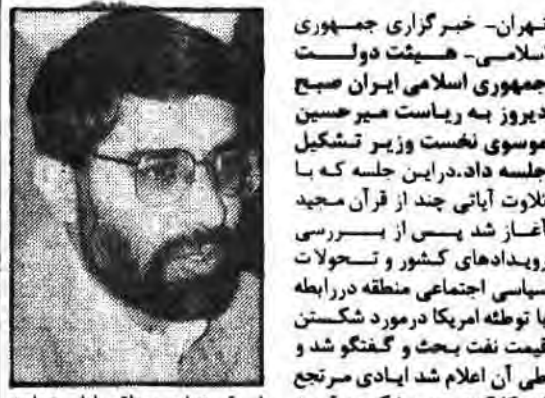 تهران- خبرگزاری جمهوری
اسلامی- هیئت دولت
جمهوری اسلامی ایران صبح
دیروز به ریاست میرحسین
موسوی نخست وزیر تشکیل
جلسه داد.دراین جلسه که با
تلاوت آیاتی چند از قرآن مجید
آغاز شد پس از بررسی
رویدادهای کشور و تحولات
سیاسی اجتماعی منطقه دررابطه
با توطئه امریکا درمورد شکستن
قیمت نفت بحث و گفتگو شد و
طی آن اعلام شد ایادی مرتجع